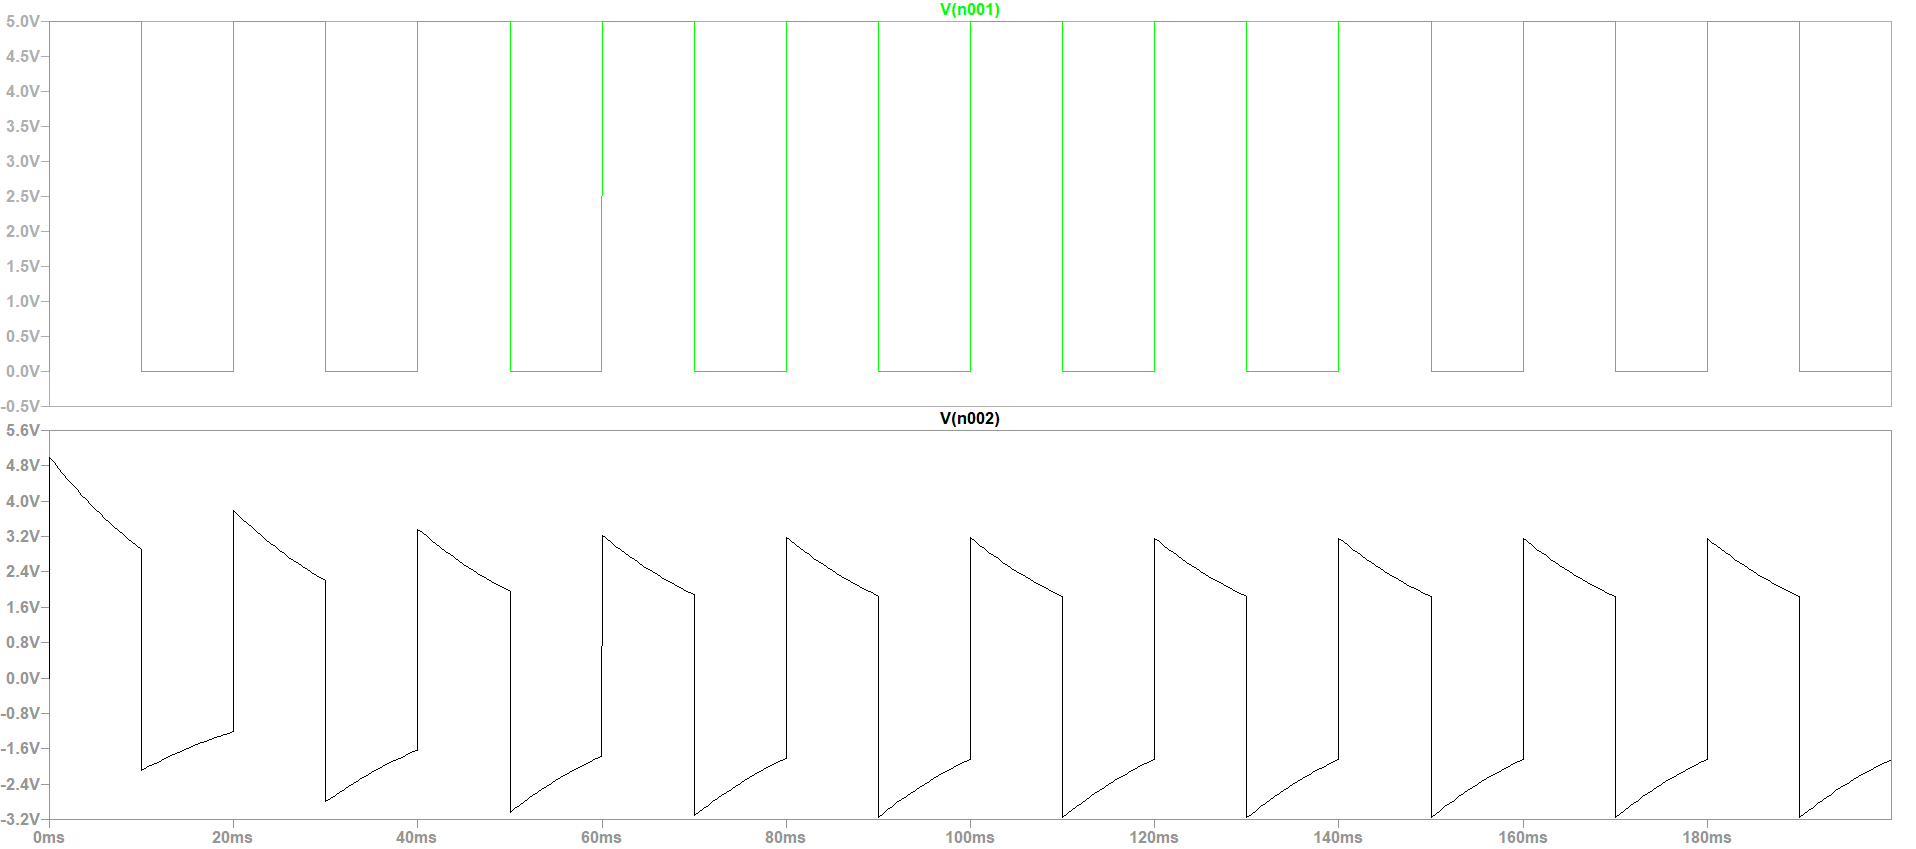 V(n001)
5.0V
4.5V
4.0V
3.5V
3.0V
2.5V
2.0V
1.5V
1.0V
0.5V
0.0V
-0.5V
V(n002)
5.6V
4.8V
4.0V
3.2V
2.4V
1.6V
0.8V
0.0V
-0.8V
-1.6V
-2.4V
-3.2V
0ms 20ms 40ms 60ms 80ms 100ms 120ms 140ms 160ms 180ms